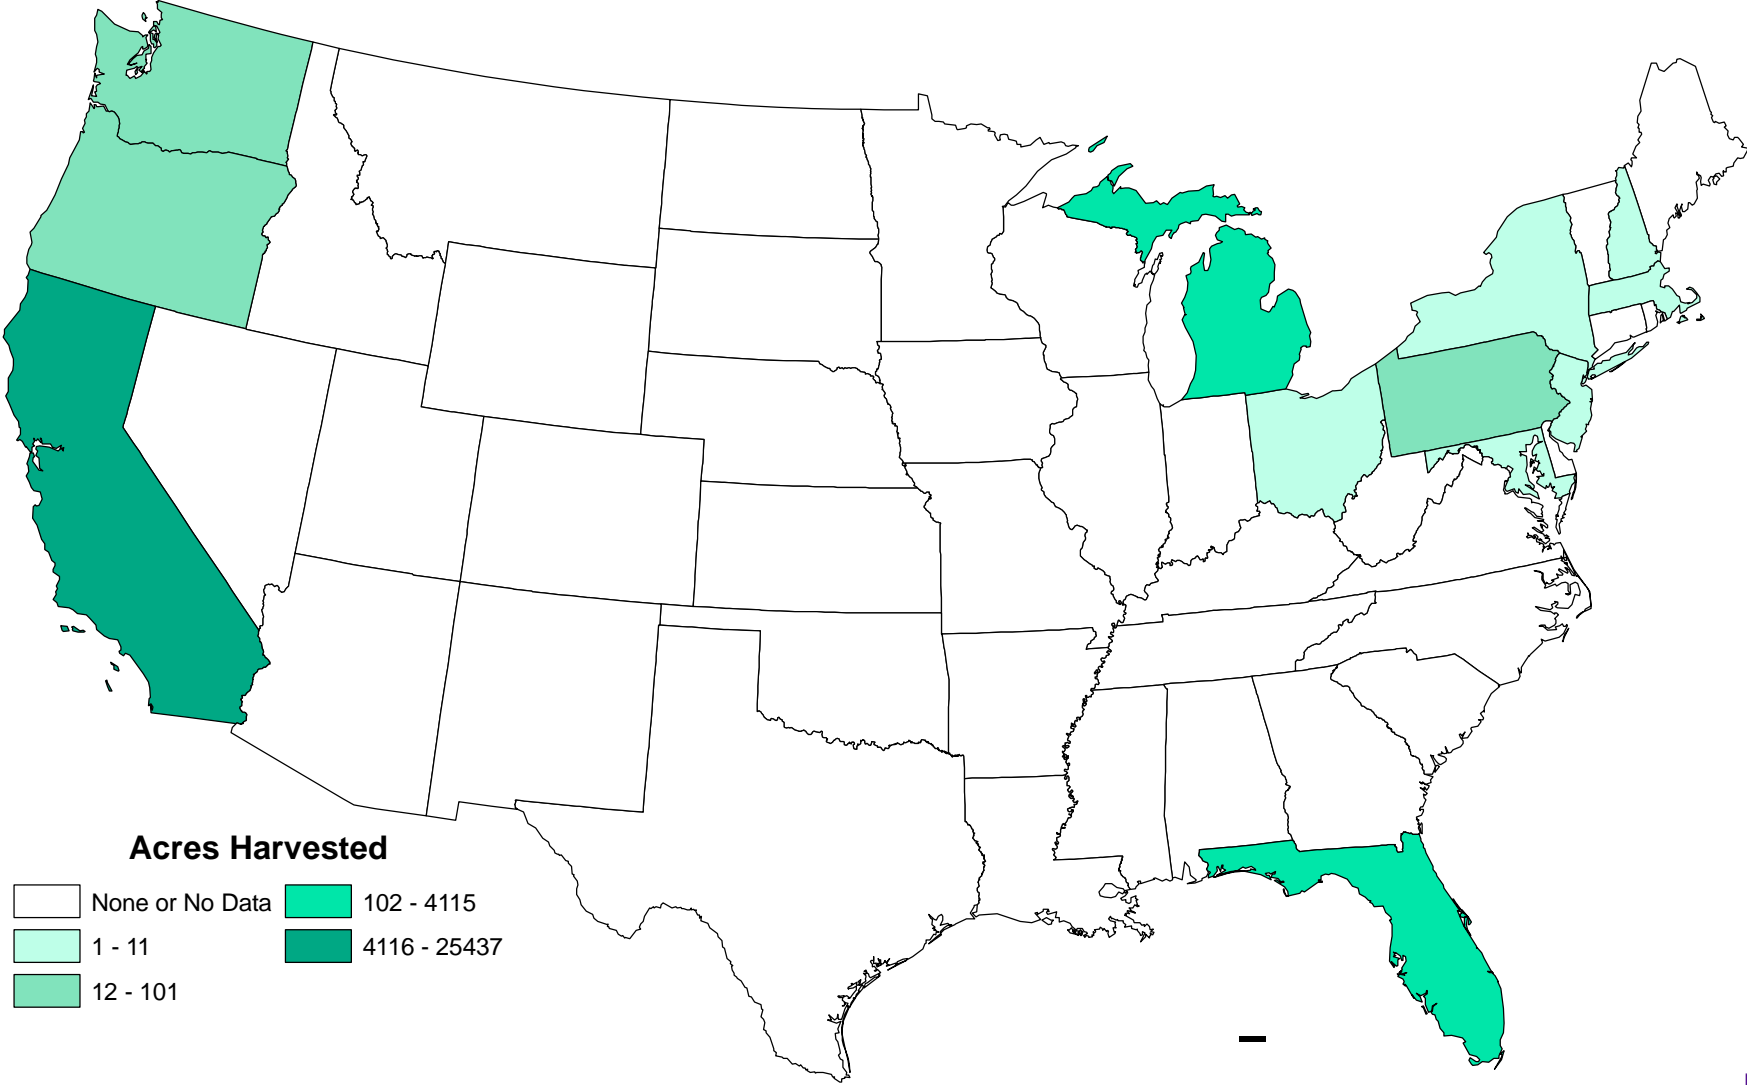 Acres Harvested
None or No Data
1 - 11
12 - 101
102 - 4115
4116 - 25437